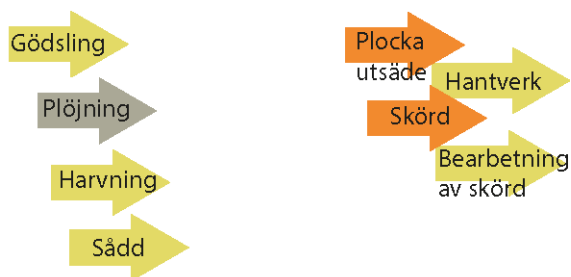 Gödsling
Plöjning
Harvning
Sådd
Plocka
utsäde
Hantverk
Skörd
Bearbetning
av skörd